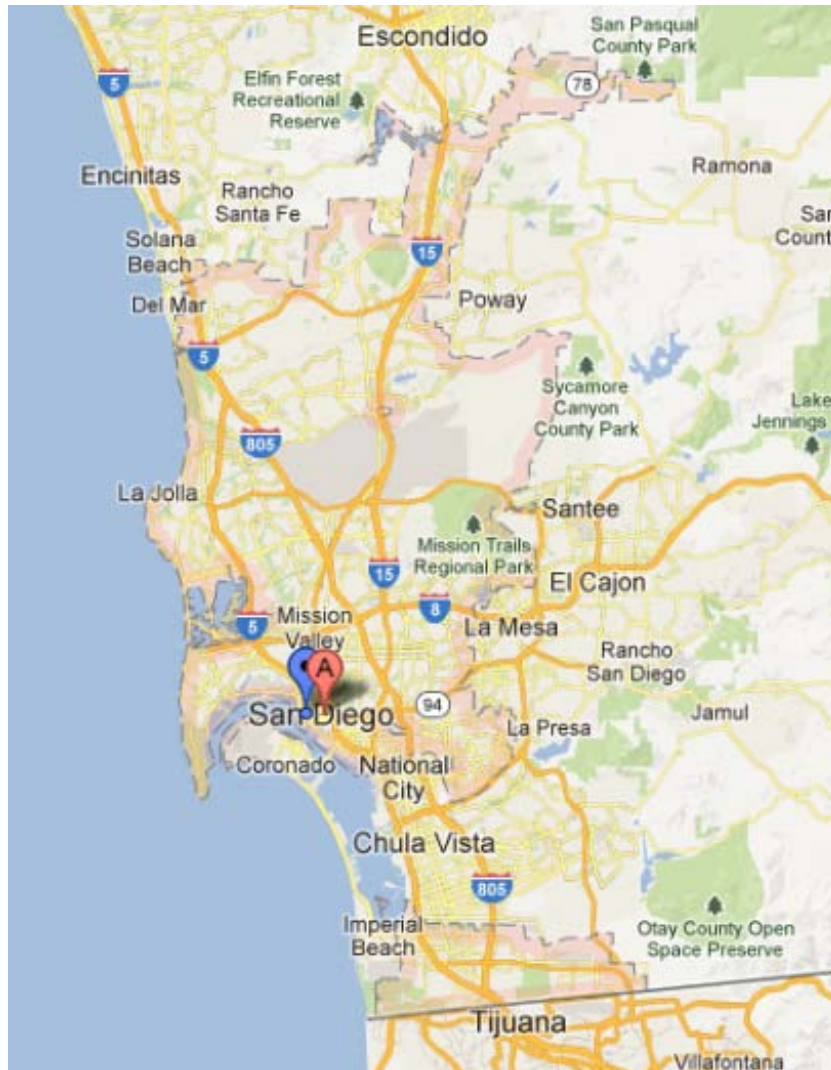 Escondido
San Pasqual
County Park
5
78
Elfin Forest
Recreational
Reserve
Encinitas
Ramona
Rancho
Santa Fe
Solana
Beach
15
Del Mar
Poway
5
Sycamore
Canyon
County Park
Lake
Jennings
805
La Jolla
Santee
Mission Trails
Regional Park
15
El Cajon
8
5
Mission
Valley
La Mesa
Rancho
San Diego
A
94
San Diego
La Presa
Jamul
Coronado
National
City
Chula Vista
805
Imperial
Beach
Otay County Open
Space Preserve
Tijuana
Villafontana